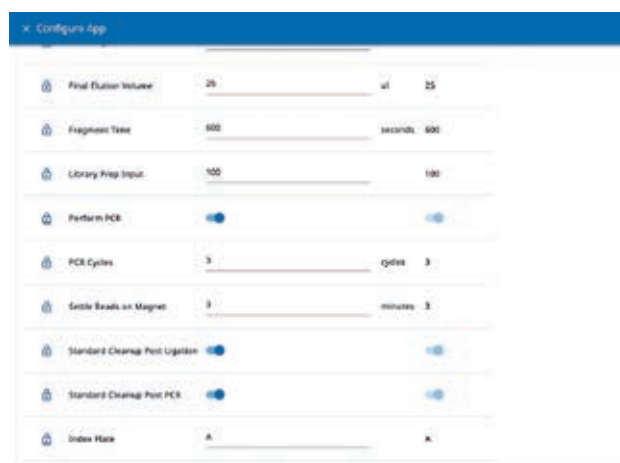 × Configure App
Final Elution Volume 25 ul 25
Fragment Time 600 seconds 600
Library Prep Input 100 100
Perform PCR
PCR Cycles 3 cycles 3
Settle Beads on Magnet 3 minutes 3
Standard Cleanup Post Ligation
Standard Cleanup Post PCR
Index Plate A A